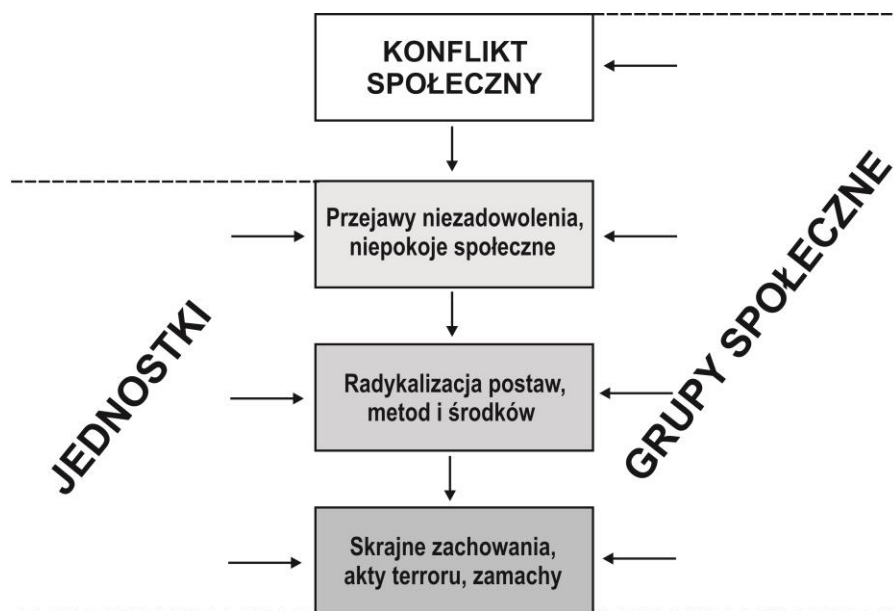 KONFLIKT
SPOŁECZNY
Przejawy niezadowolenia,
niepokoje społeczne
JEDNOSTKI
GRUPY SPOŁECZNE
Radykalizacja postaw,
metod i środków
Skrajne zachowania,
akty terroru, zamachy